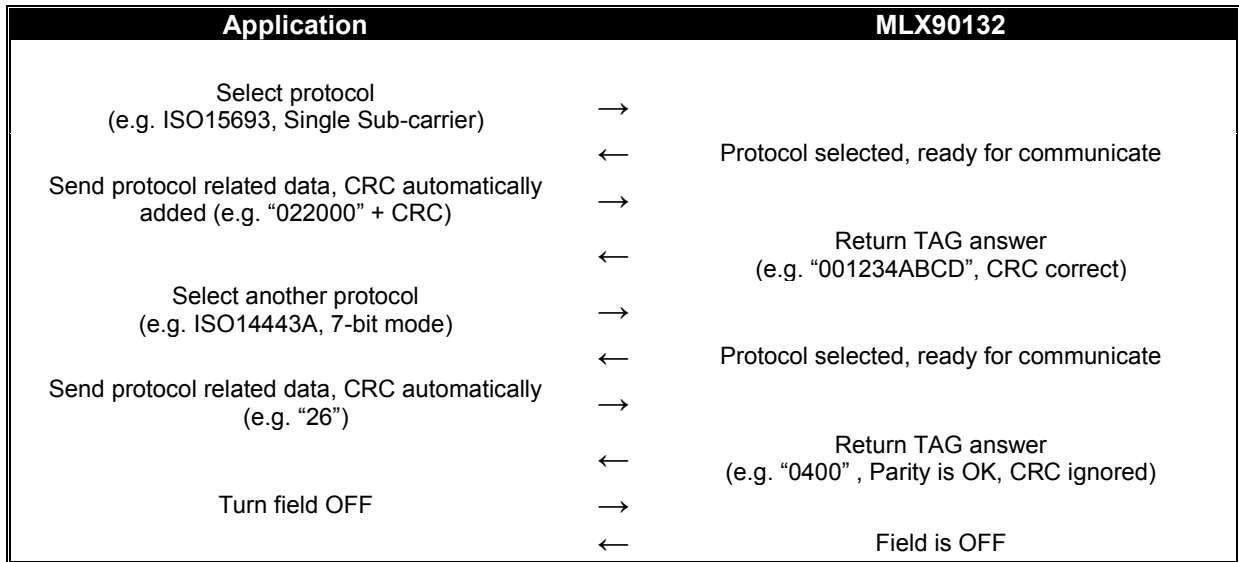 Application MLX90132
Select protocol
(e.g. ISO15693, Single Sub-carrier)
→
← Protocol selected, ready for communicate
Send protocol related data, CRC automatically
added (e.g. “022000” + CRC)
→
←
Return TAG answer
(e.g. “001234ABCD”, CRC correct)
Select another protocol
(e.g. ISO14443A, 7-bit mode)
→
← Protocol selected, ready for communicate
Send protocol related data, CRC automatically
(e.g. “26”)
→
←
Return TAG answer
(e.g. “0400” , Parity is OK, CRC ignored)
Turn field OFF →
← Field is OFF